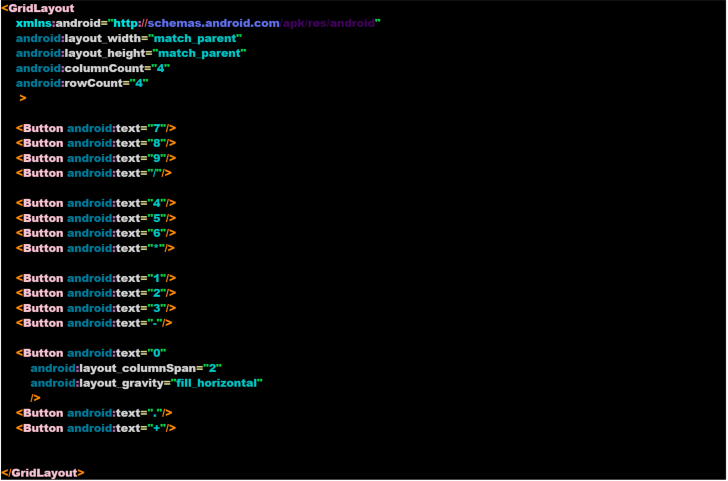 <GridLayout
xmlns:android="http://schemas.android.com/apk/res/android"
android:layout_width="match_parent"
android:layout_height="match_parent"
android:columnCount="4"
android:rowCount="4"
>
<Button android:text="7"/>
<Button android:text="8"/>
<Button android:text="9"/>
<Button android:text="/"/>
<Button android:text="4"/>
<Button android:text="5"/>
<Button android:text="6"/>
<Button android:text="*"/>
<Button android:text="1"/>
<Button android:text="2"/>
<Button android:text="3"/>
<Button android:text="-"/>
<Button android:text="0"
android:layout_columnSpan="2"
android:layout_gravity="fill_horizontal"
/>
<Button android:text="."/>
<Button android:text="+"/>
</GridLayout>